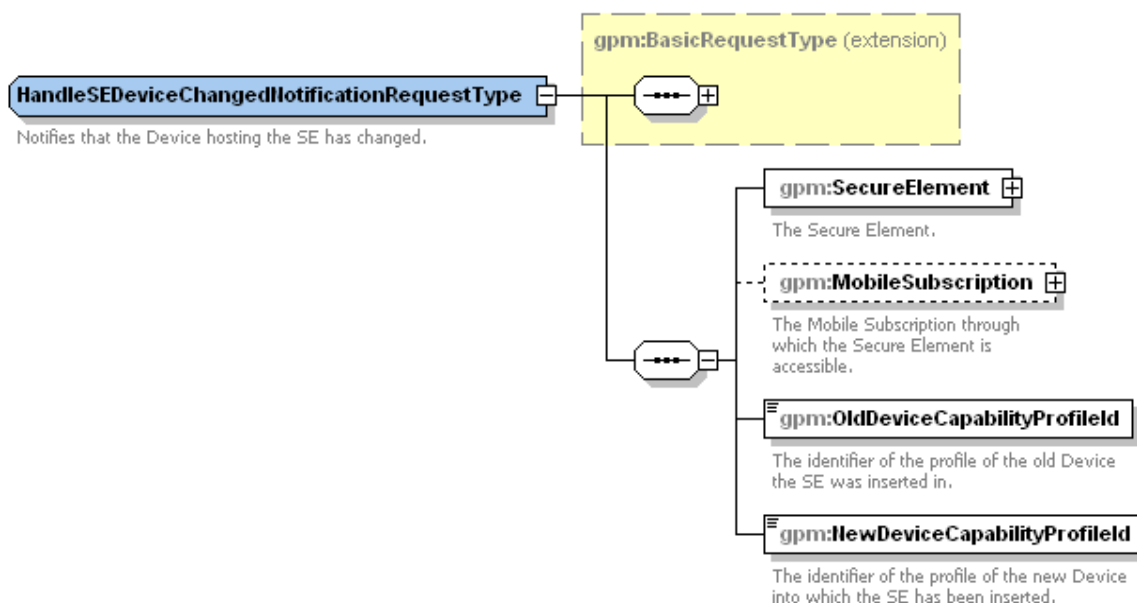 gpm:BasicRequestType (extension)
HandleSEDeviceChangedNotificationRequestType
Notifies that the Device hosting the SE has changed.
gpm:SecureElement
The Secure Element.
gpm:MobileSubscription
The Mobile Subscription through
which the Secure Element is
accessible.
gpm:OldDeviceCapabilityProfileId
The identifier of the profile of the old Device
the SE was inserted in.
gpm:NewDeviceCapabilityProfileId
The identifier of the profile of the new Device
into which the SE has been inserted.